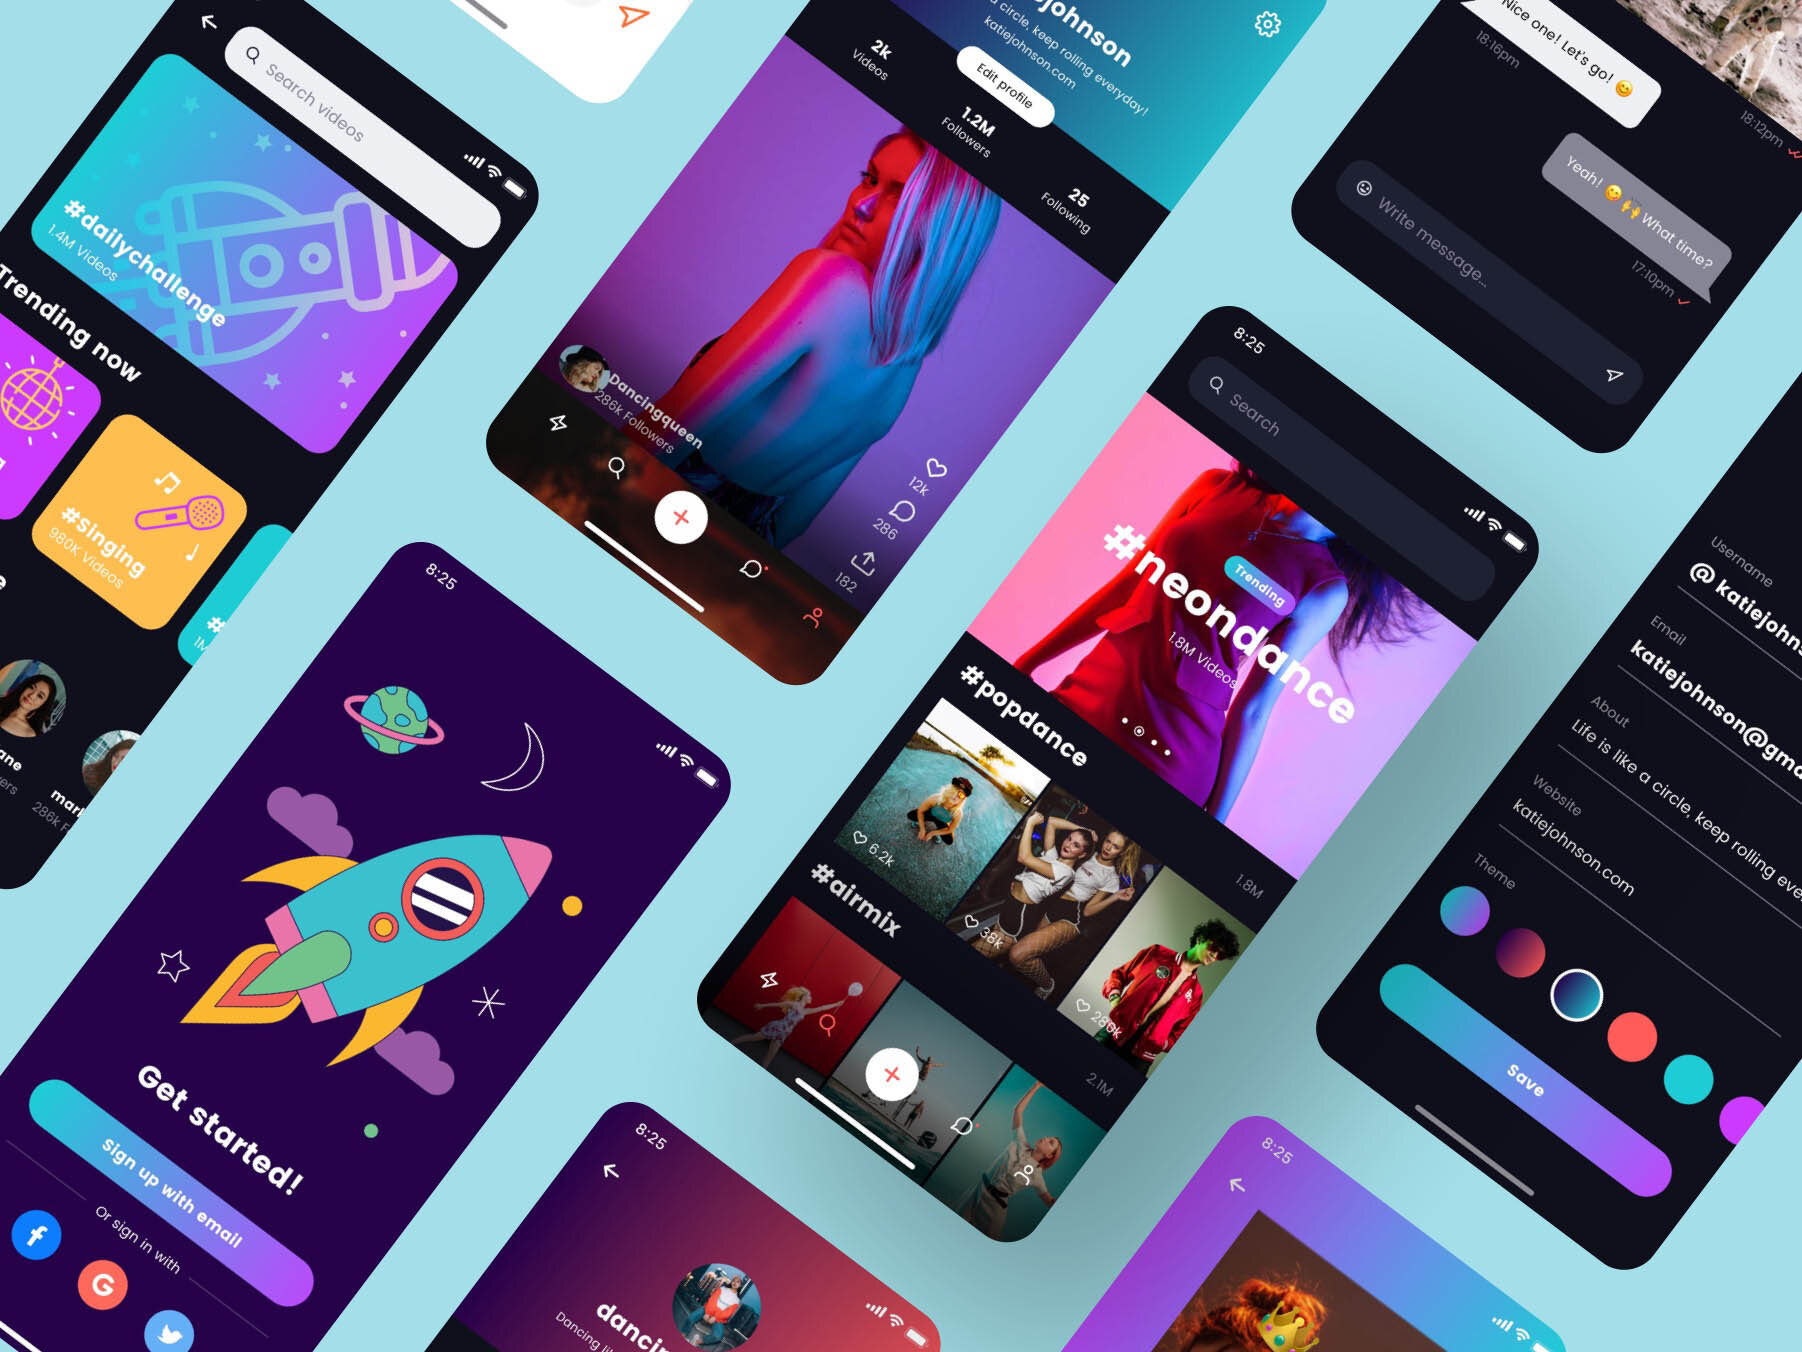 Search videos
#dailychallenge
1.4M Videos
Trending now
#singing
980K Videos
#
1M
286k F
8:25
Get started!
Sign up with email
Or sign in with
f
G
johnson
a circle, keep rolling everyday!
katiejohnson.com
Edit profile
2k
videos
1.2M
Followers
25
Following
Dancingqueen
286k Followers
12k
286
182
8:25
Search
Trending
#neondance
1.8M Videos
#popdance
1.8M
6.2k
38k
280k
#airmix
2.1M
Nice one! Let's go! 😊
18:16pm
18:12pm
Yeah! 😋🙌 What time?
17:10pm
Write message...
Username
@katiejohns
Email
katiejohnson@gma
About
Life is like a circle, keep rolling eve
Website
katiejohnson.com
Theme
Save
8:25
Dancing li
8:25